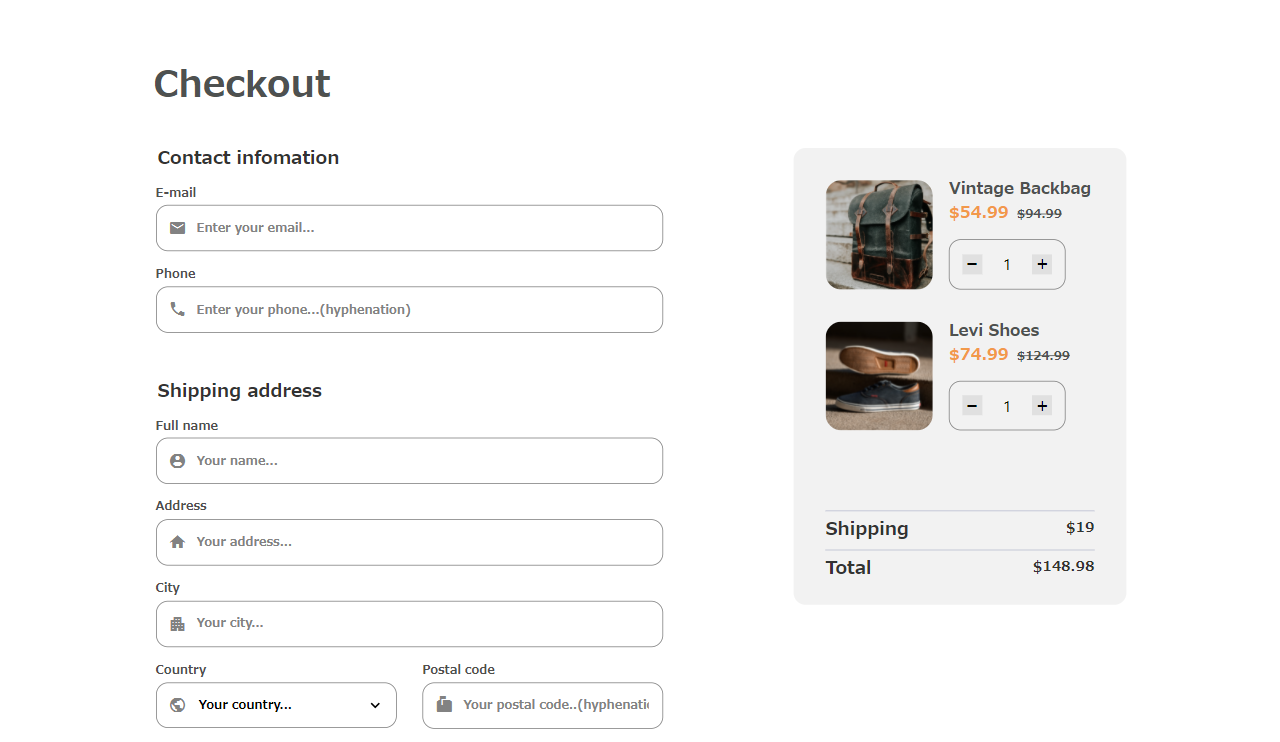 Checkout
Contact infomation
E-mail
Enter your email...
Phone
Enter your phone...(hyphenation)
Shipping address
Full name
Your name...
Address
Your address...
City
Your city...
Country
Your country...
Postal code
Your postal code..(hyphenatio
Vintage Backbag
$54.99 $94.99
− 1 +
Levi Shoes
$74.99 $124.99
− 1 +
Shipping $19
Total $148.98